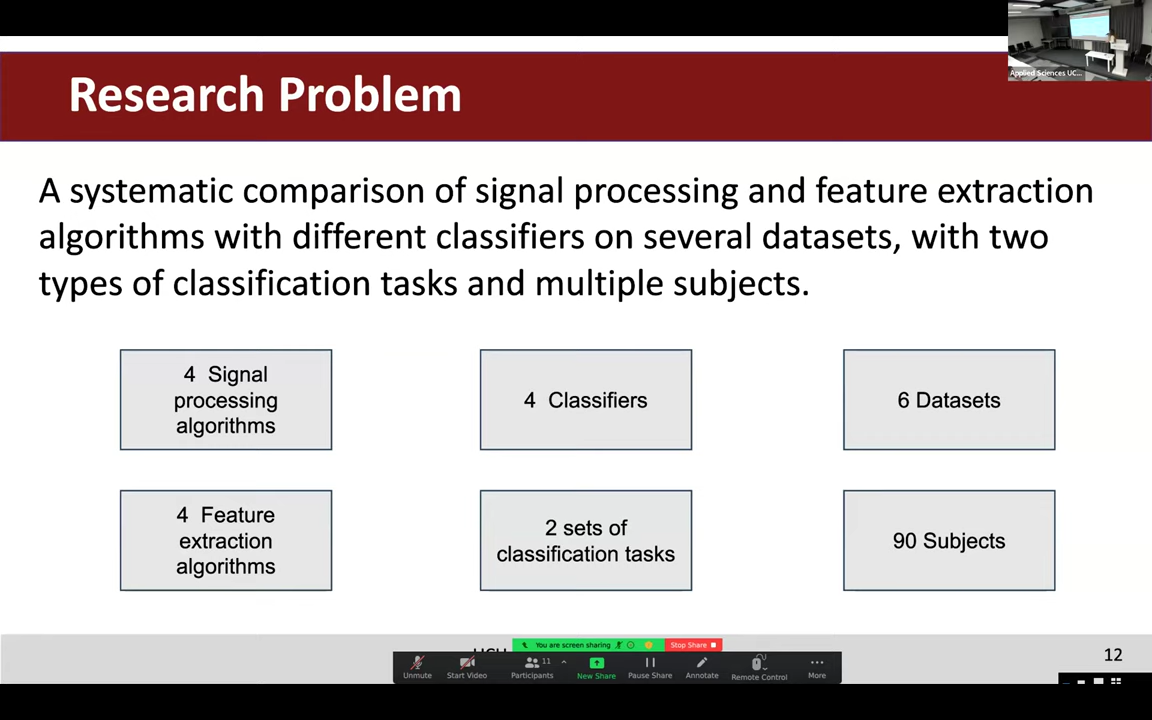 Research Problem
Applied Sciences UC...
A systematic comparison of signal processing and feature extraction
algorithms with different classifiers on several datasets, with two
types of classification tasks and multiple subjects.
4 Signal
processing
algorithms
4 Classifiers
6 Datasets
4 Feature
extraction
algorithms
2 sets of
classification tasks
90 Subjects
You are screen sharing
Stop Share
12
Unmute
Start Video
Participants
11
New Share
Pause Share
Annotate
Remote Control
More